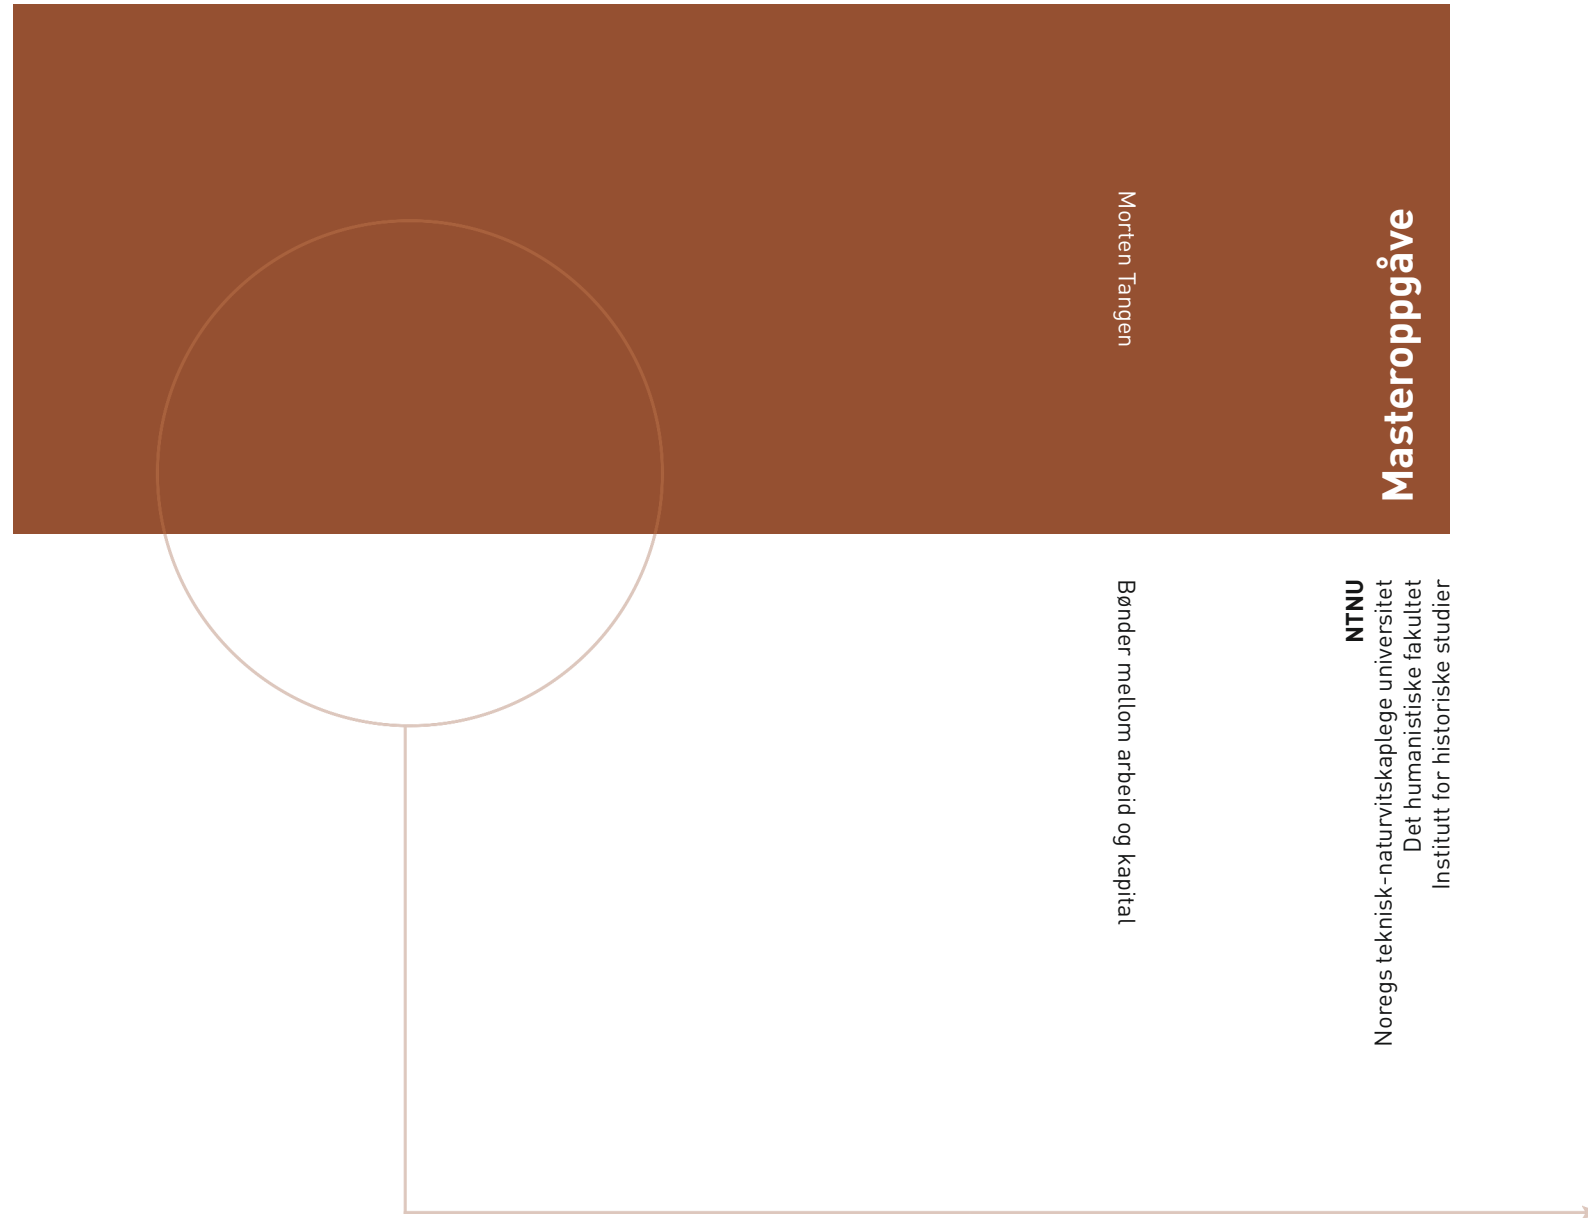 Morten Tangen
Bønder mellom arbeid og kapital
Masteroppgåve
NTNU
Noregs teknisk-naturvitskaplege universitet
Det humanistiske fakultet
Institutt for historiske studier